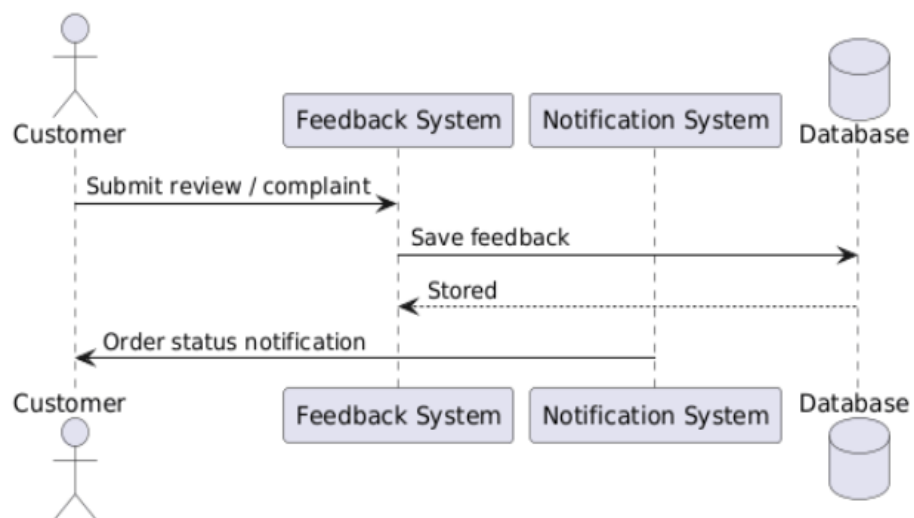 Customer
Feedback System
Notification System
Database
Submit review / complaint
Save feedback
Stored
Order status notification
Customer
Feedback System
Notification System
Database